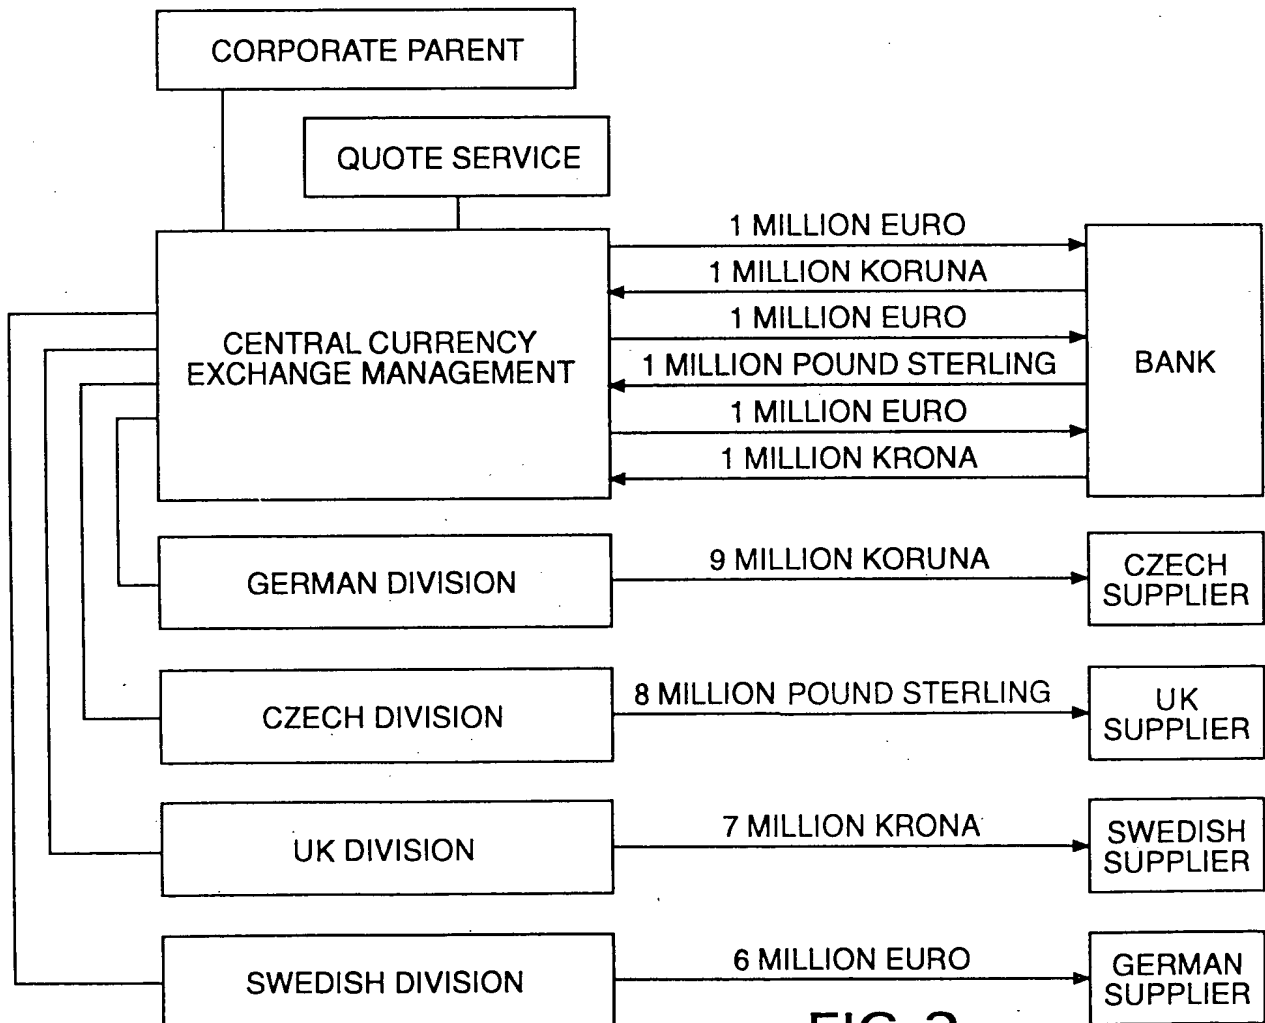 CORPORATE PARENT
QUOTE SERVICE
CENTRAL CURRENCY
EXCHANGE MANAGEMENT
1 MILLION EURO
1 MILLION KORUNA
1 MILLION EURO
1 MILLION POUND STERLING
1 MILLION EURO
1 MILLION KRONA
BANK
GERMAN DIVISION
9 MILLION KORUNA
CZECH
SUPPLIER
CZECH DIVISION
8 MILLION POUND STERLING
UK
SUPPLIER
UK DIVISION
7 MILLION KRONA
SWEDISH
SUPPLIER
SWEDISH DIVISION
6 MILLION EURO
GERMAN
SUPPLIER